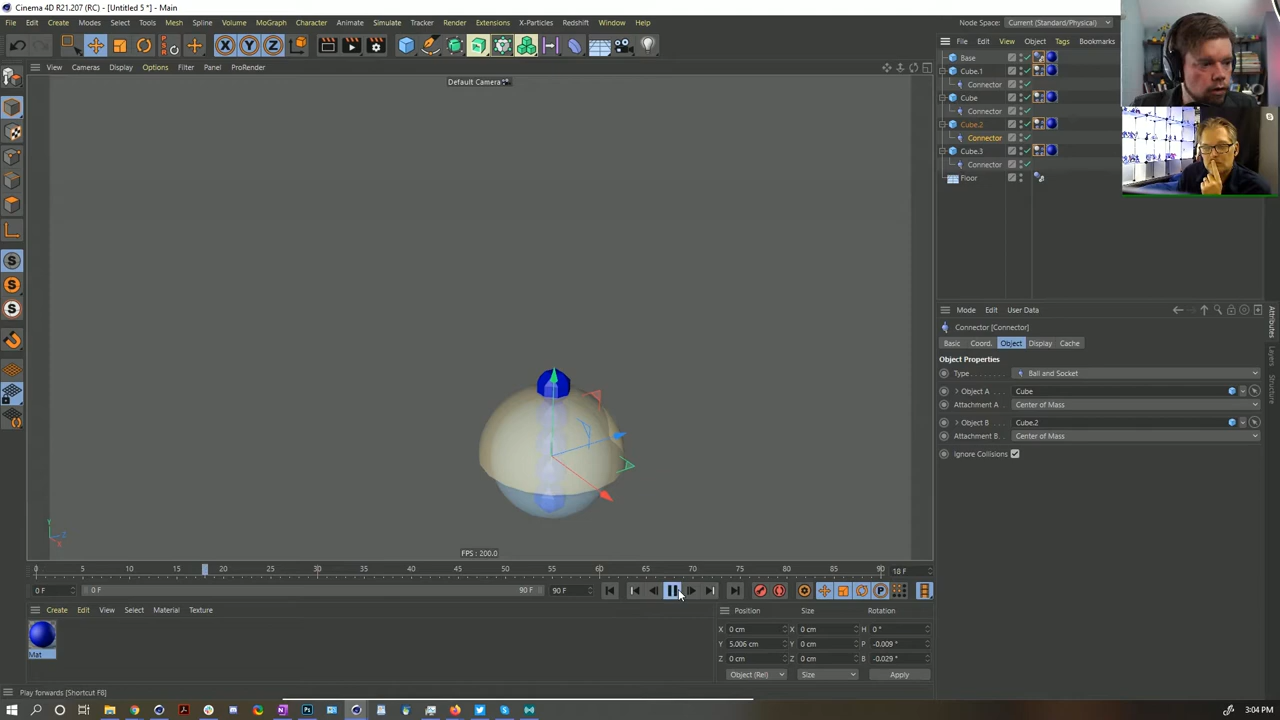 Cinema 4D R21.207 (RC) - [Untitled 5 *] - Main
File Edit Create Modes Select Tools Mesh Spline Volume MoGraph Character Animate Simulate Tracker Render Extensions X-Particles Redshift Window Help
Node Space: Current (Standard/Physical)
X Y Z
File Edit View Object Tags Bookmarks
View Cameras Display Options Filter Panel ProRender
Default Camera
Base
Cube.1
Connector
Cube
Connector
Cube.2
Connector
Cube.3
Connector
Floor
Mode Edit User Data
Connector [Connector]
Basic Coord. Object Display Cache
Object Properties
Type Ball and Socket
Object A Cube
Attachment A Center of Mass
Object B Cube.2
Attachment B Center of Mass
Ignore Collisions
Attributes
Layers
Structure
Y
Z
X
FPS : 200.0
0 5 10 15 20 25 30 35 40 45 50 55 60 65 70 75 80 85 90 18 F
0 F 0 F 90 F 90 F
Create Edit View Select Material Texture
Mat
Position Size Rotation
X 0 cm X 0 cm H 0 °
Y 5.006 cm Y 0 cm P -0.009 °
Z 0 cm Z 0 cm B -0.029 °
Object (Rel) Size Apply
Play forwards [Shortcut F8]
3:04 PM